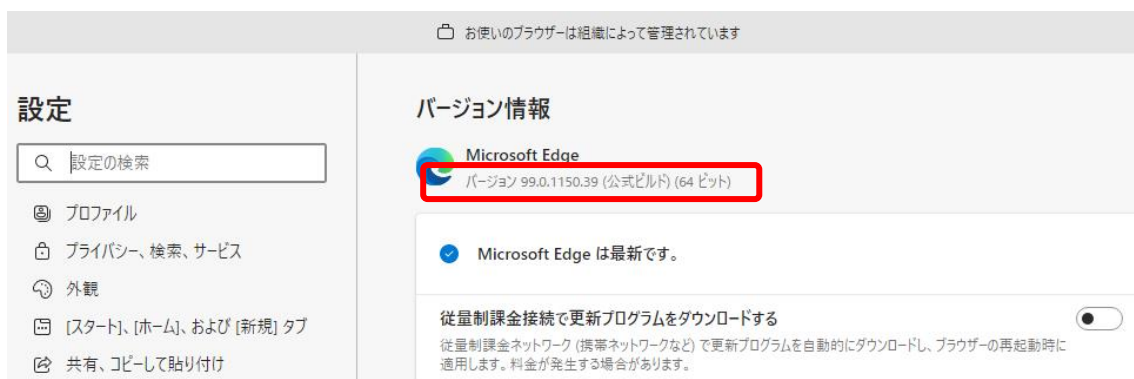 お使いのブラウザーは組織によって管理されています
設定
設定の検索
プロファイル
プライバシー、検索、サービス
外観
[スタート]、[ホーム]、および [新規] タブ
共有、コピーして貼り付け
バージョン情報
Microsoft Edge
バージョン 99.0.1150.39 (公式ビルド) (64 ビット)
Microsoft Edge は最新です。
従量制課金接続で更新プログラムをダウンロードする
従量制課金ネットワーク (携帯ネットワークなど) で更新プログラムを自動的にダウンロードし、ブラウザーの再起動時に
適用します。料金が発生する場合があります。